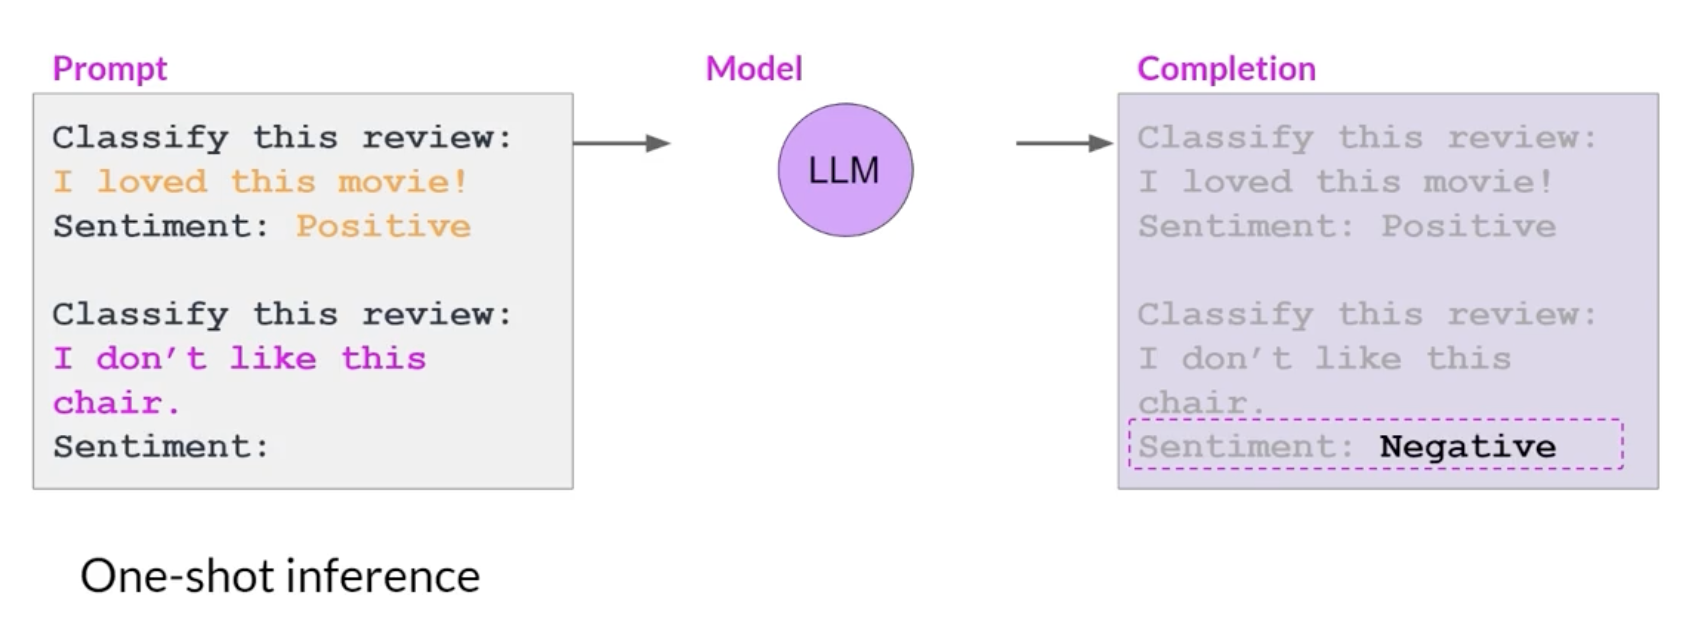 Prompt
Classify this review:
I loved this movie!
Sentiment: Positive
Classify this review:
I don't like this
chair.
Sentiment:
Model
LLM
Completion
Classify this review:
I loved this movie!
Sentiment: Positive
Classify this review:
I don't like this
chair.
Sentiment: Negative
One-shot inference